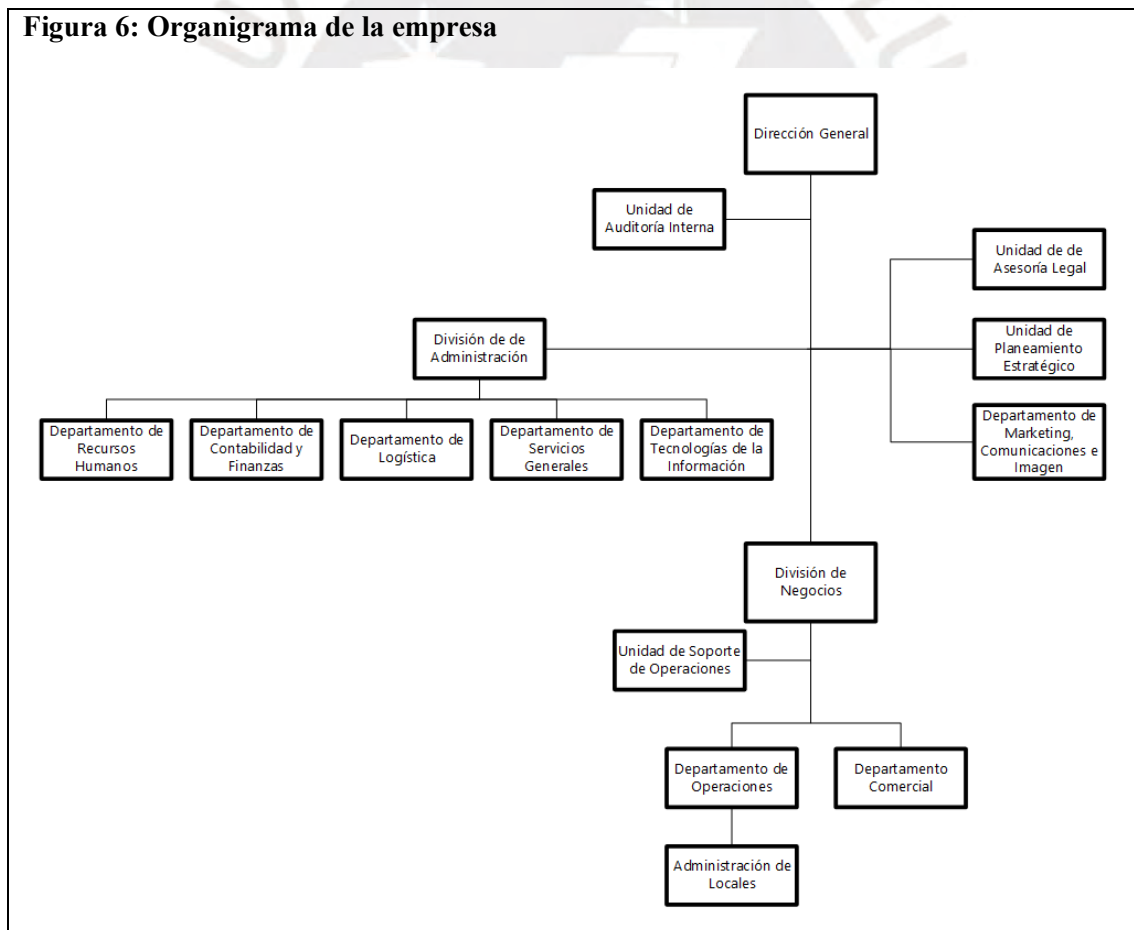 Figura 6: Organigrama de la empresa
Dirección General
Unidad de
Auditoría Interna
Unidad de de
Asesoría Legal
División de de
Administración
Unidad de
Planeamiento
Estratégico
Departamento de
Recursos
Humanos
Departamento de
Contabilidad y
Finanzas
Departamento de
Logística
Departamento de
Servicios
Generales
Departamento de
Tecnologías de la
Información
Departamento de
Marketing,
Comunicaciones e
Imagen
División de
Negocios
Unidad de Soporte
de Operaciones
Departamento de
Operaciones
Departamento
Comercial
Administración de
Locales